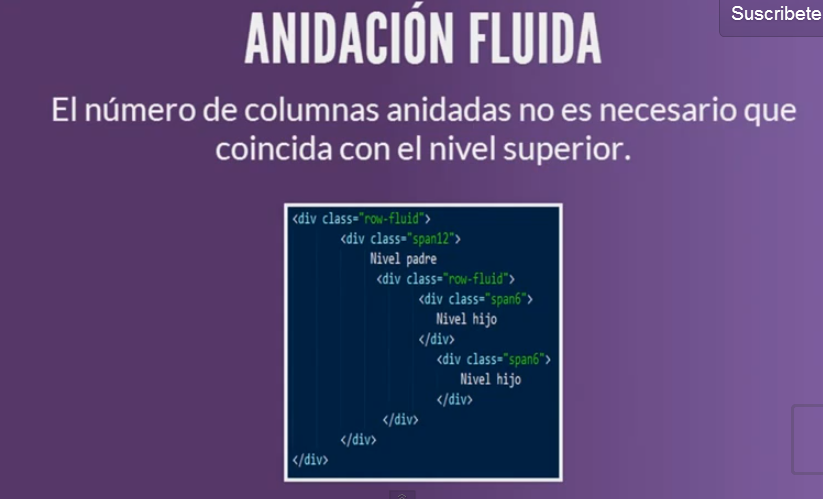 Suscribete
ANIDACIÓN FLUIDA
El número de columnas anidadas no es necesario que
coincida con el nivel superior.
<div class="row-fluid">
<div class="span12">
Nivel padre
<div class="row-fluid">
<div class="span6">
Nivel hijo
</div>
<div class="span6">
Nivel hijo
</div>
</div>
</div>
</div>